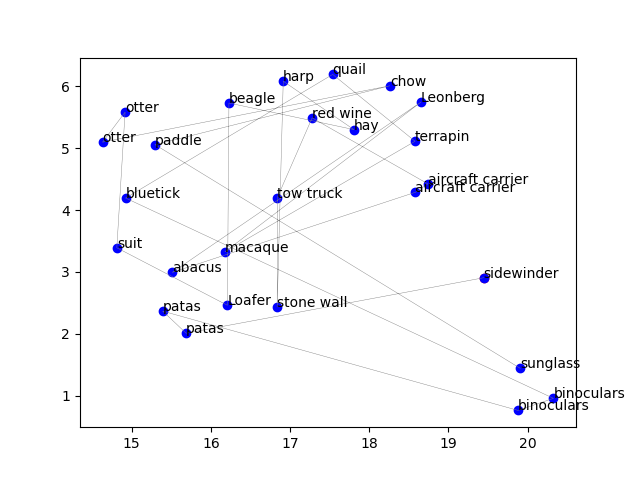 quail
harp
chow
6
beagle
Leonberg
otter
red wine
hay
otter
paddle
terrapin
5
aircraft carrier
aircraft carrier
bluetick
tow truck
4
suit
macaque
abacus
sidewinder
3
Loafer
stone wall
patas
patas
2
sunglass
binoculars
1
binoculars
15 16 17 18 19 20